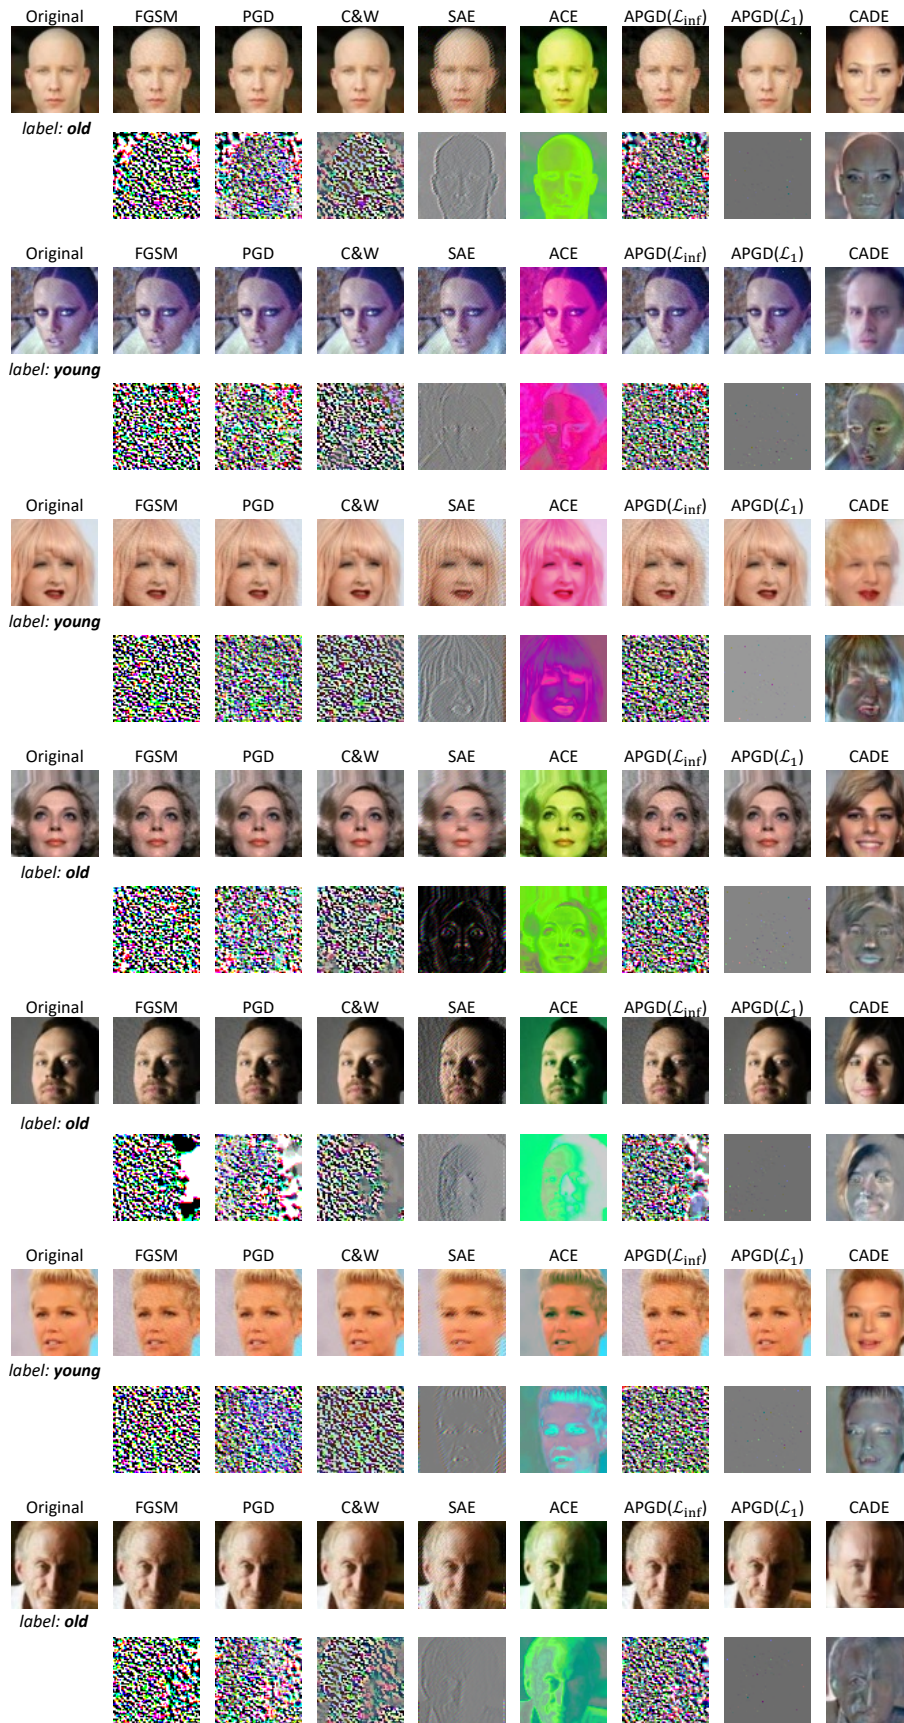 Original FGSM PGD C&W SAE ACE APGD(ℒinf) APGD(ℒ1) CADE
label: old
Original FGSM PGD C&W SAE ACE APGD(ℒinf) APGD(ℒ1) CADE
label: young
Original FGSM PGD C&W SAE ACE APGD(ℒinf) APGD(ℒ1) CADE
label: young
Original FGSM PGD C&W SAE ACE APGD(ℒinf) APGD(ℒ1) CADE
label: old
Original FGSM PGD C&W SAE ACE APGD(ℒinf) APGD(ℒ1) CADE
label: old
Original FGSM PGD C&W SAE ACE APGD(ℒinf) APGD(ℒ1) CADE
label: young
Original FGSM PGD C&W SAE ACE APGD(ℒinf) APGD(ℒ1) CADE
label: old